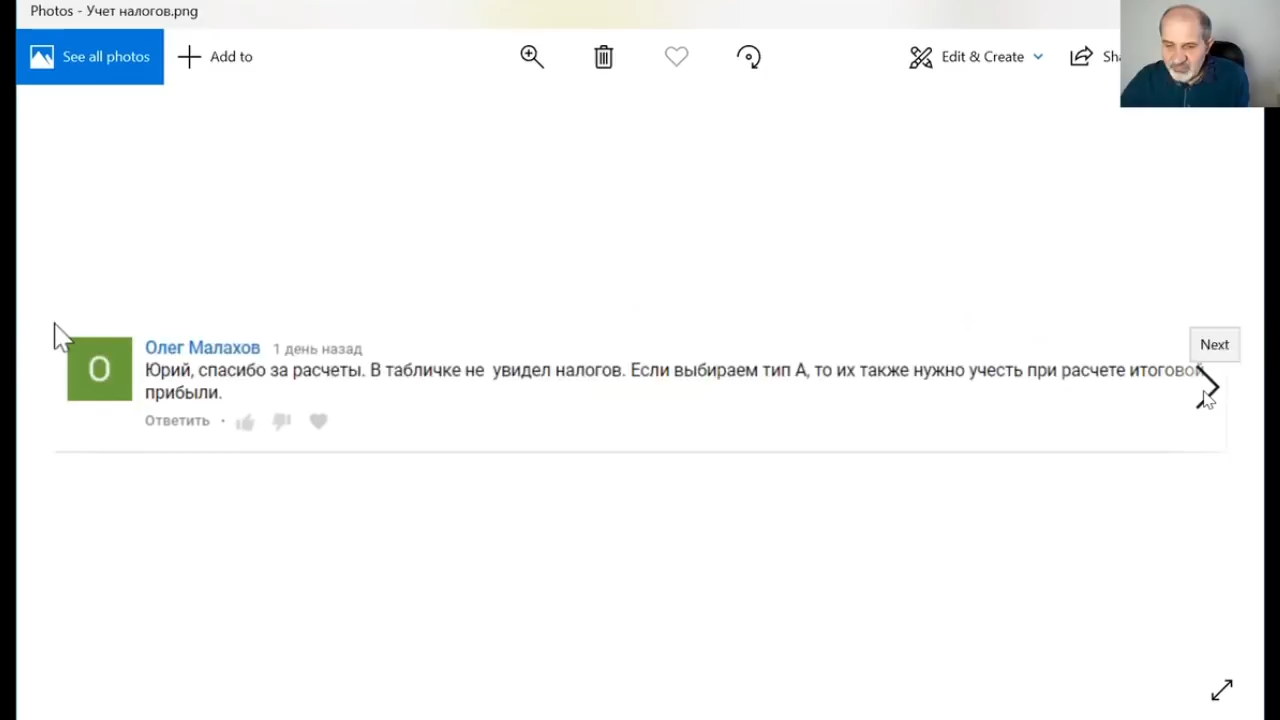 Photos - Учет налогов.png
See all photos
Add to
Edit & Create
Next
О
Олег Малахов 1 день назад
Юрий, спасибо за расчеты. В табличке не увидел налогов. Если выбираем тип А, то их также нужно учесть при расчете итоговой
прибыли.
Ответить